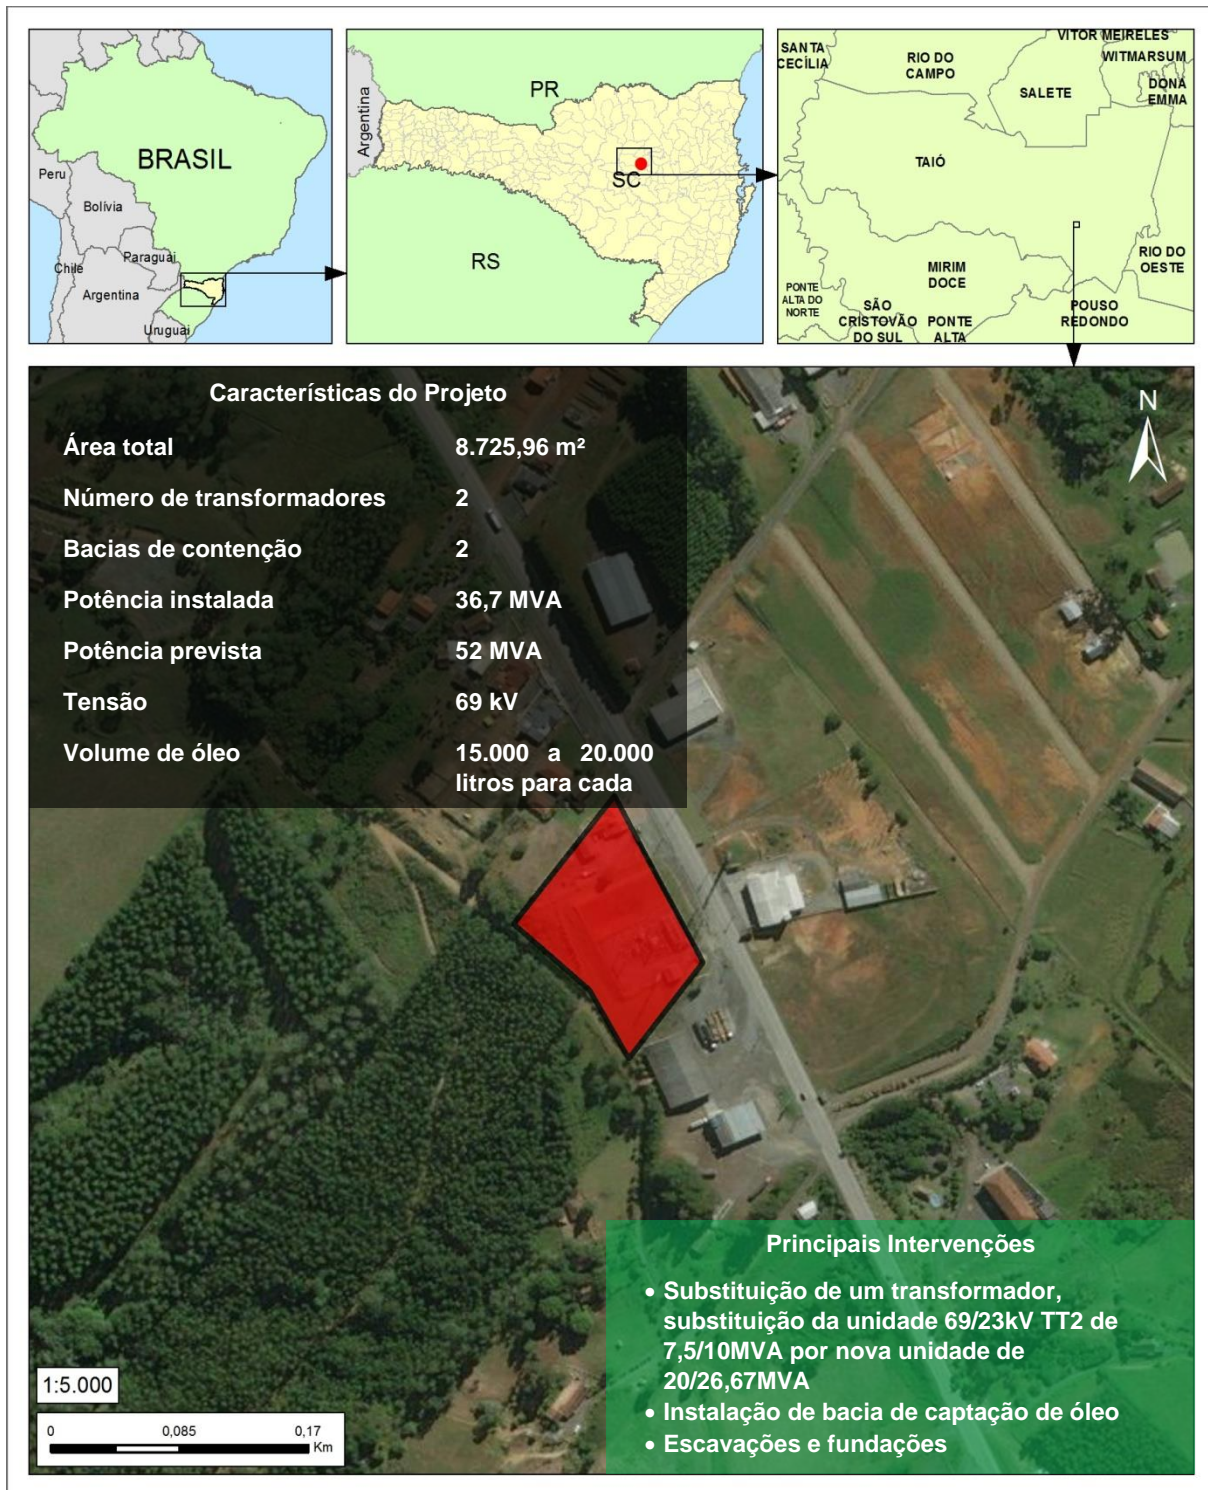 BRASIL
Peru
Bolívia
Paraguai
Chile
Argentina
Uruguai
Argentina
PR
SC
RS
SANTA
CECÍLIA
RIO DO
CAMPO
VITOR MEIRELES
WITMARSUM
SALETE
DONA
EMMA
TAIÓ
RIO DO
OESTE
MIRIM
DOCE
PONTE
ALTA DO
NORTE
SÃO
CRISTOVÃO
DO SUL
PONTE
ALTA
POUSO
REDONDO
Características do Projeto
Área total 8.725,96 m²
Número de transformadores 2
Bacias de contenção 2
Potência instalada 36,7 MVA
Potência prevista 52 MVA
Tensão 69 kV
Volume de óleo 15.000 a 20.000
litros para cada
N
Principais Intervenções
• Substituição de um transformador,
substituição da unidade 69/23kV TT2 de
7,5/10MVA por nova unidade de
20/26,67MVA
• Instalação de bacia de captação de óleo
• Escavações e fundações
1:5.000
0 0,085 0,17
Km